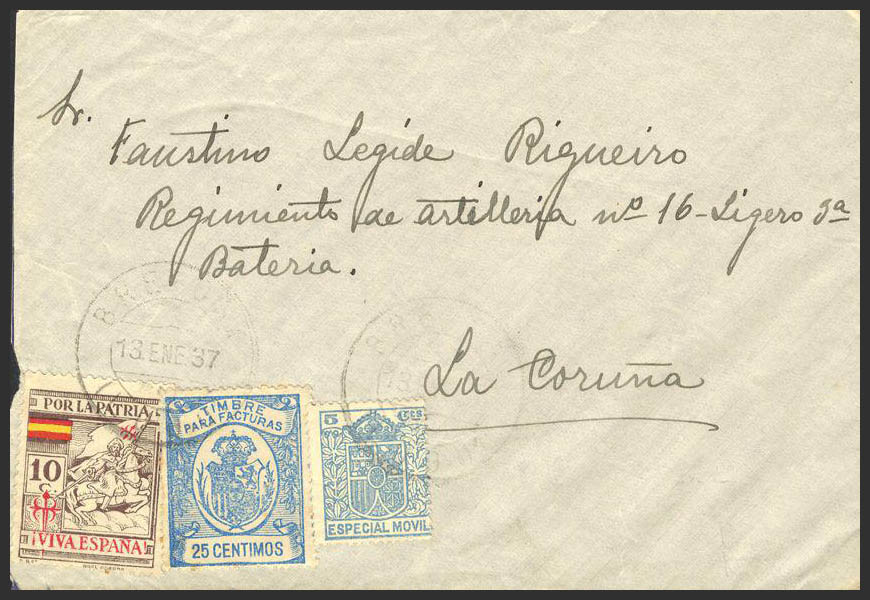 Sr.
Faustino Legide Rigueiro
Regimiento de artilleria nº 16 - Ligero 3ª
Bateria.
13. ENE 37
La Coruña
POR LA PATRIA
10 c.
¡VIVA ESPAÑA!
TIMBRE
PARA FACTURAS
25 CENTIMOS
5 CTES
ESPECIAL MOVIL